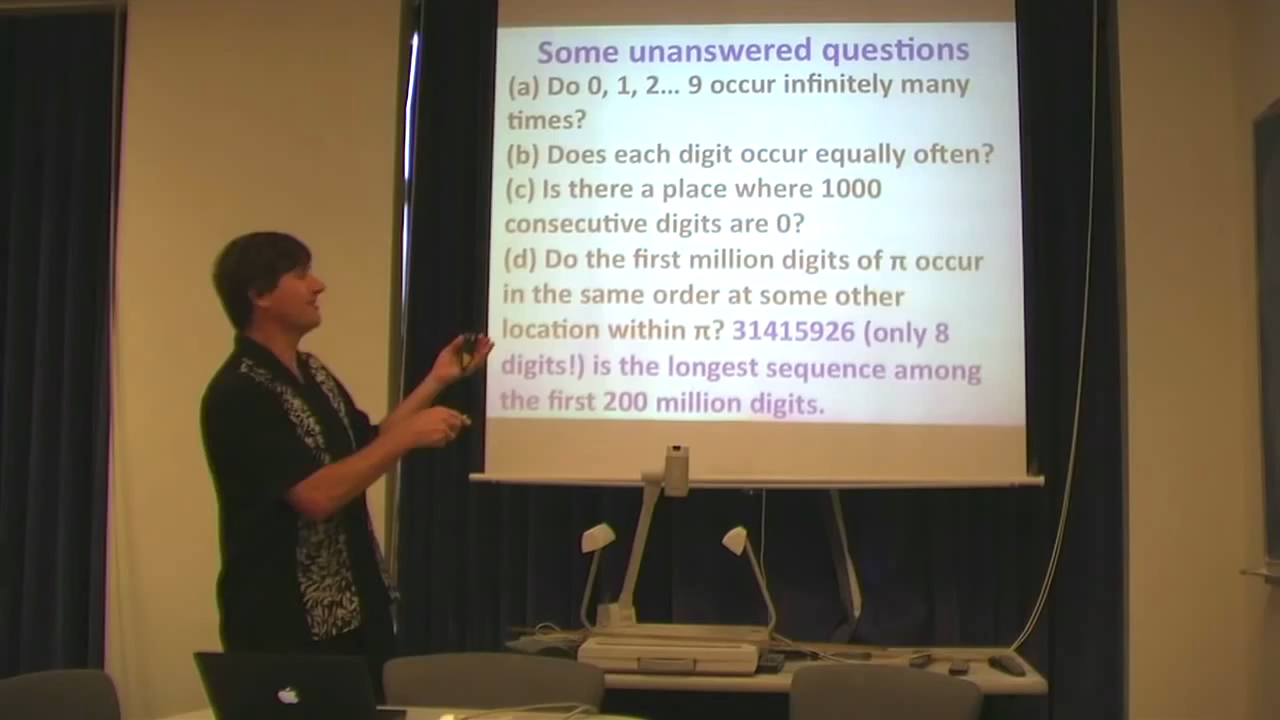 Some unanswered questions
(a) Do 0, 1, 2... 9 occur infinitely many
times?
(b) Does each digit occur equally often?
(c) Is there a place where 1000
consecutive digits are 0?
(d) Do the first million digits of π occur
in the same order at some other
location within π? 31415926 (only 8
digits!) is the longest sequence among
the first 200 million digits.